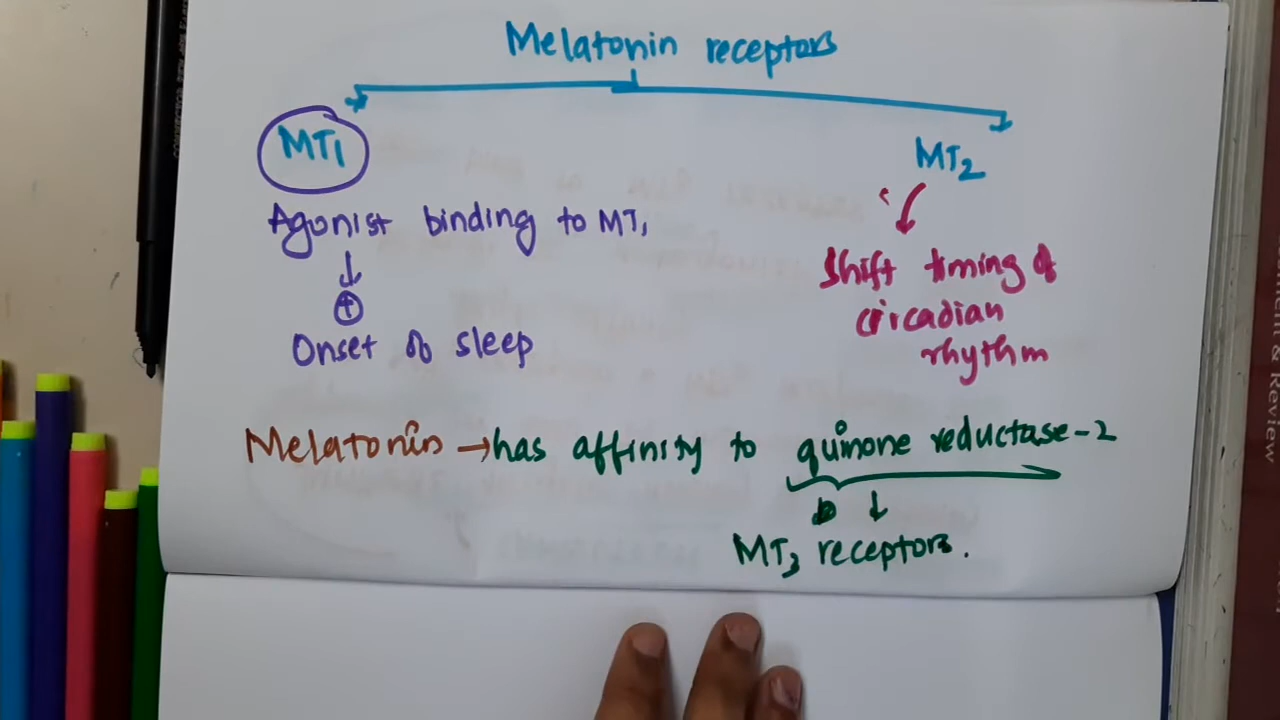 Melatonin receptors
MT1
MT2
Agonist binding to MT1
+
Onset of sleep
Shift timing of
circadian
rhythm
Melatonin → has affinity to quinone reductase-2
MT3 receptors.
& Review